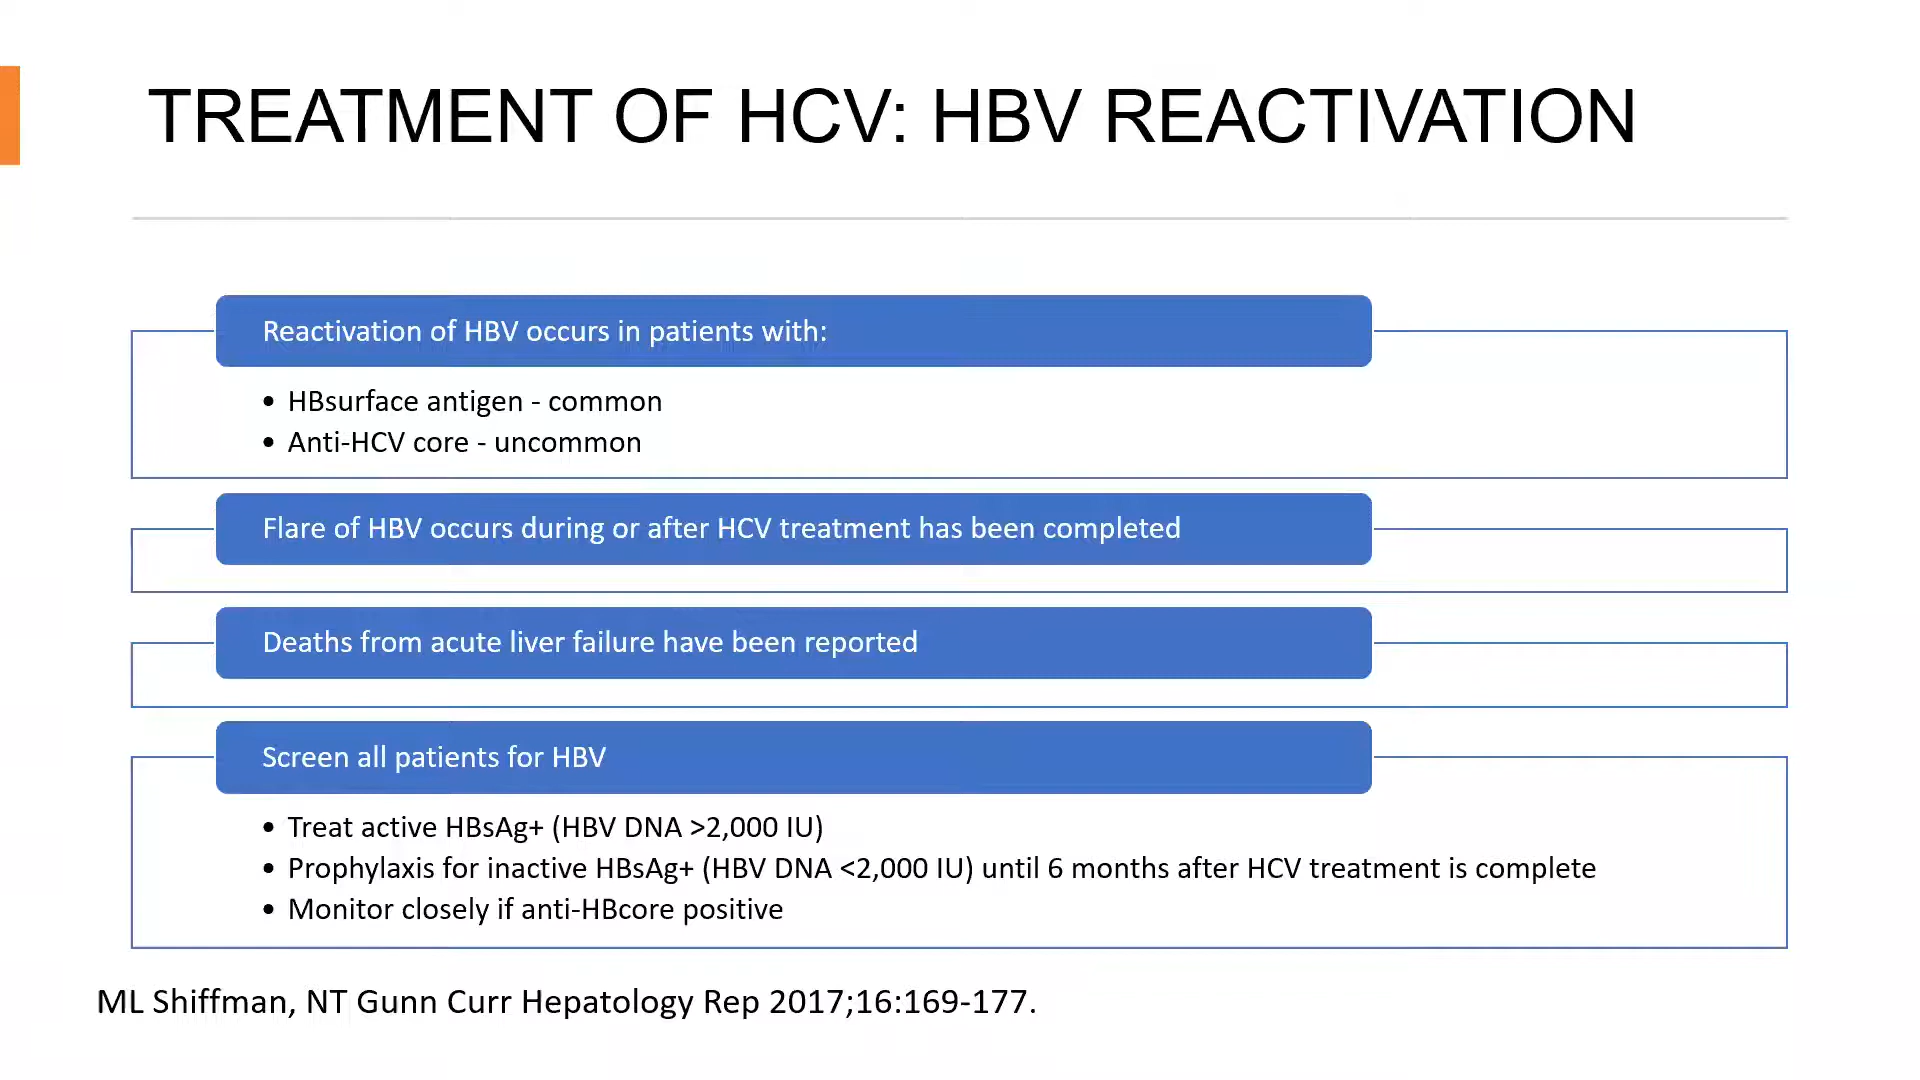 TREATMENT OF HCV: HBV REACTIVATION
Reactivation of HBV occurs in patients with:
• HBsurface antigen - common
• Anti-HCV core - uncommon
Flare of HBV occurs during or after HCV treatment has been completed
Deaths from acute liver failure have been reported
Screen all patients for HBV
• Treat active HBsAg+ (HBV DNA >2,000 IU)
• Prophylaxis for inactive HBsAg+ (HBV DNA <2,000 IU) until 6 months after HCV treatment is complete
• Monitor closely if anti-HBcore positive
ML Shiffman, NT Gunn Curr Hepatology Rep 2017;16:169-177.